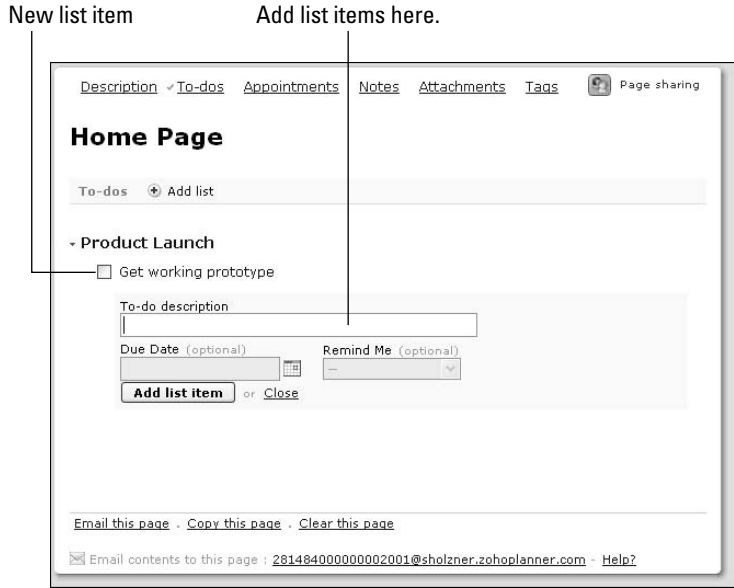 New list item
Add list items here.
Description ✓To-dos Appointments Notes Attachments Tags Page sharing
Home Page
To-dos Add list
Product Launch
Get working prototype
To-do description
Due Date (optional) Remind Me (optional)
—
Add list item or Close
Email this page . Copy this page . Clear this page
Email contents to this page : 281484000000002001@sholzner.zohoplanner.com - Help?